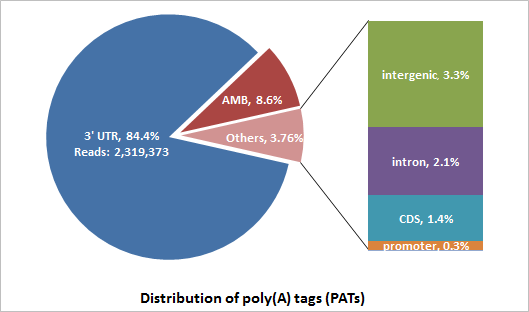 3' UTR, 84.4%
Reads: 2,319,373
AMB, 8.6%
Others, 3.76%
intergenic, 3.3%
intron, 2.1%
CDS, 1.4%
promoter, 0.3%
Distribution of poly(A) tags (PATs)